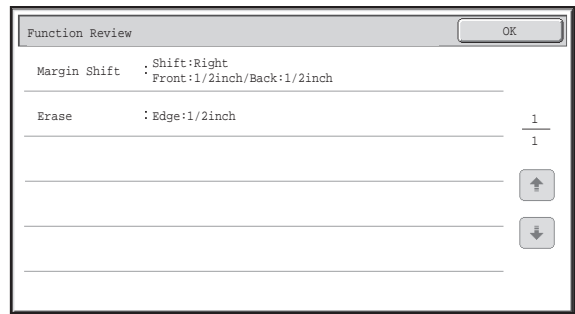 Function Review
OK
Margin Shift : Shift:Right
Front:1/2inch/Back:1/2inch
Erase : Edge:1/2inch
1
1